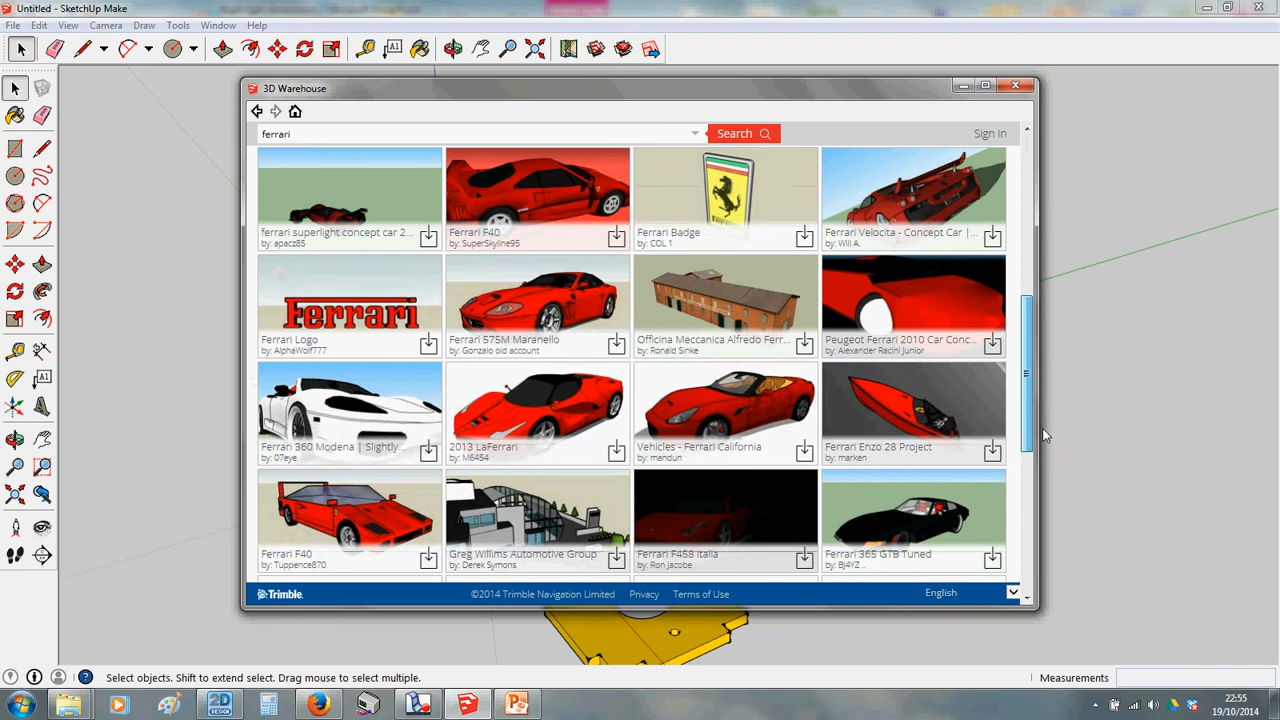 Untitled - SketchUp Make
File Edit View Camera Draw Tools Window Help
A1
3D Warehouse
ferrari
Search
Sign In
ferrari superlight concept car 2...
by: apacz85
Ferrari F40
by: SuperSkyline95
Ferrari Badge
by: COL 1
Ferrari Velocita - Concept Car |...
by: Will A.
Ferrari
Ferrari Logo
by: AlphaWolf777
Ferrari 575M Maranello
by: Gonzalo old account
Officina Meccanica Alfredo Ferr...
by: Ronald Sinke
Peugeot Ferrari 2010 Car Conc...
by: Alexander Racini Junior
Ferrari 360 Modena | Slightly...
by: 07eye
2013 LaFerrari
by: M6454
Vehicles - Ferrari California
by: mandun
Ferrari Enzo 28 Project
by: marken
Ferrari F40
by: Tuppence870
Greg Willims Automotive Group
by: Derek Symons
Ferrari F458 Italia
by: Ron Jacobe
Ferrari 365 GTB Tuned
by: BJ4YZ..
Trimble.
©2014 Trimble Navigation Limited
Privacy
Terms of Use
English
A1
Select objects. Shift to extend select. Drag mouse to select multiple.
Measurements
2D
DESIGN
22:55
19/10/2014